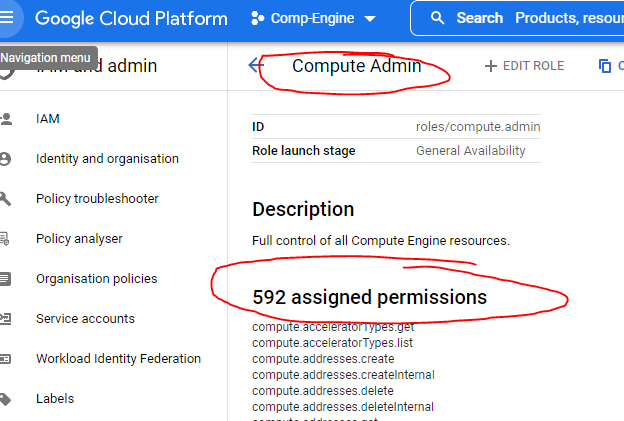 Google Cloud Platform
Comp-Engine
Search Products, resour
Navigation menu
IAM and admin
Compute Admin
EDIT ROLE
IAM
Identity and organisation
Policy troubleshooter
Policy analyser
Organisation policies
Service accounts
Workload Identity Federation
Labels
ID roles/compute.admin
Role launch stage General Availability
Description
Full control of all Compute Engine resources.
592 assigned permissions
compute.acceleratorTypes.get
compute.acceleratorTypes.list
compute.addresses.create
compute.addresses.createInternal
compute.addresses.delete
compute.addresses.deleteInternal